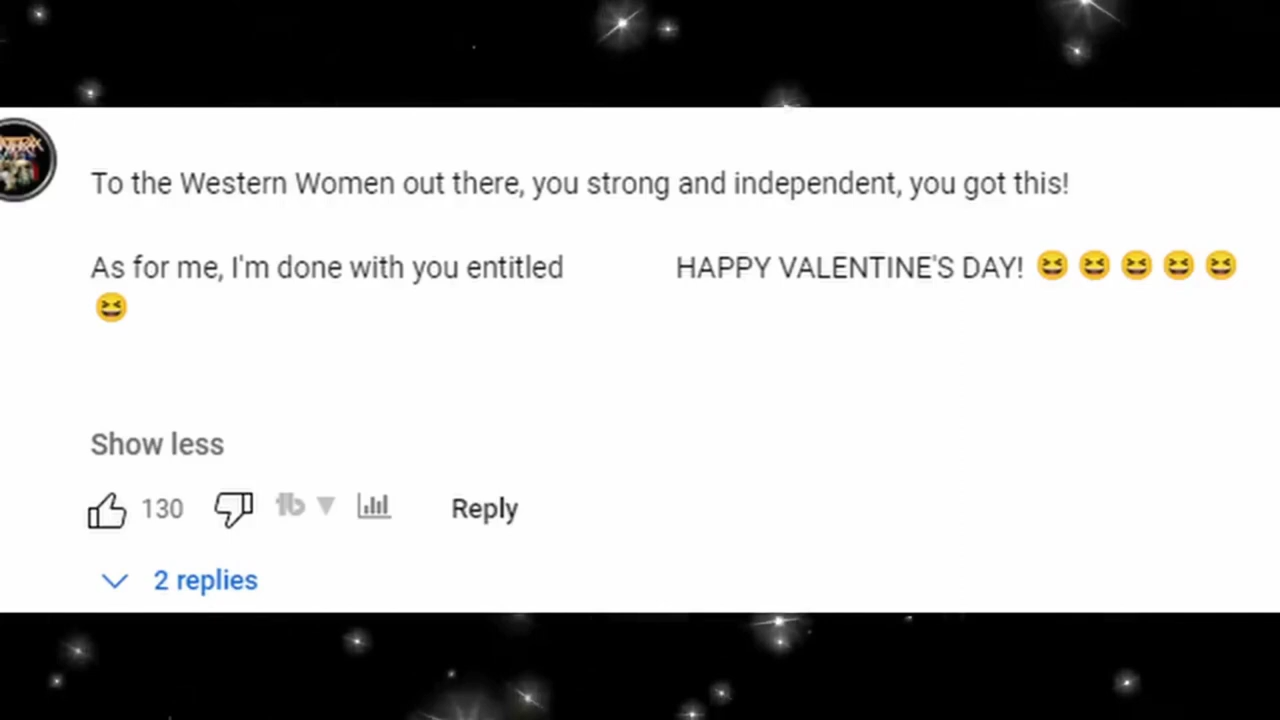 To the Western Women out there, you strong and independent, you got this!
As for me, I'm done with you entitled HAPPY VALENTINE'S DAY! 😆 😆 😆 😆 😆
😆
Show less
130 Reply
2 replies